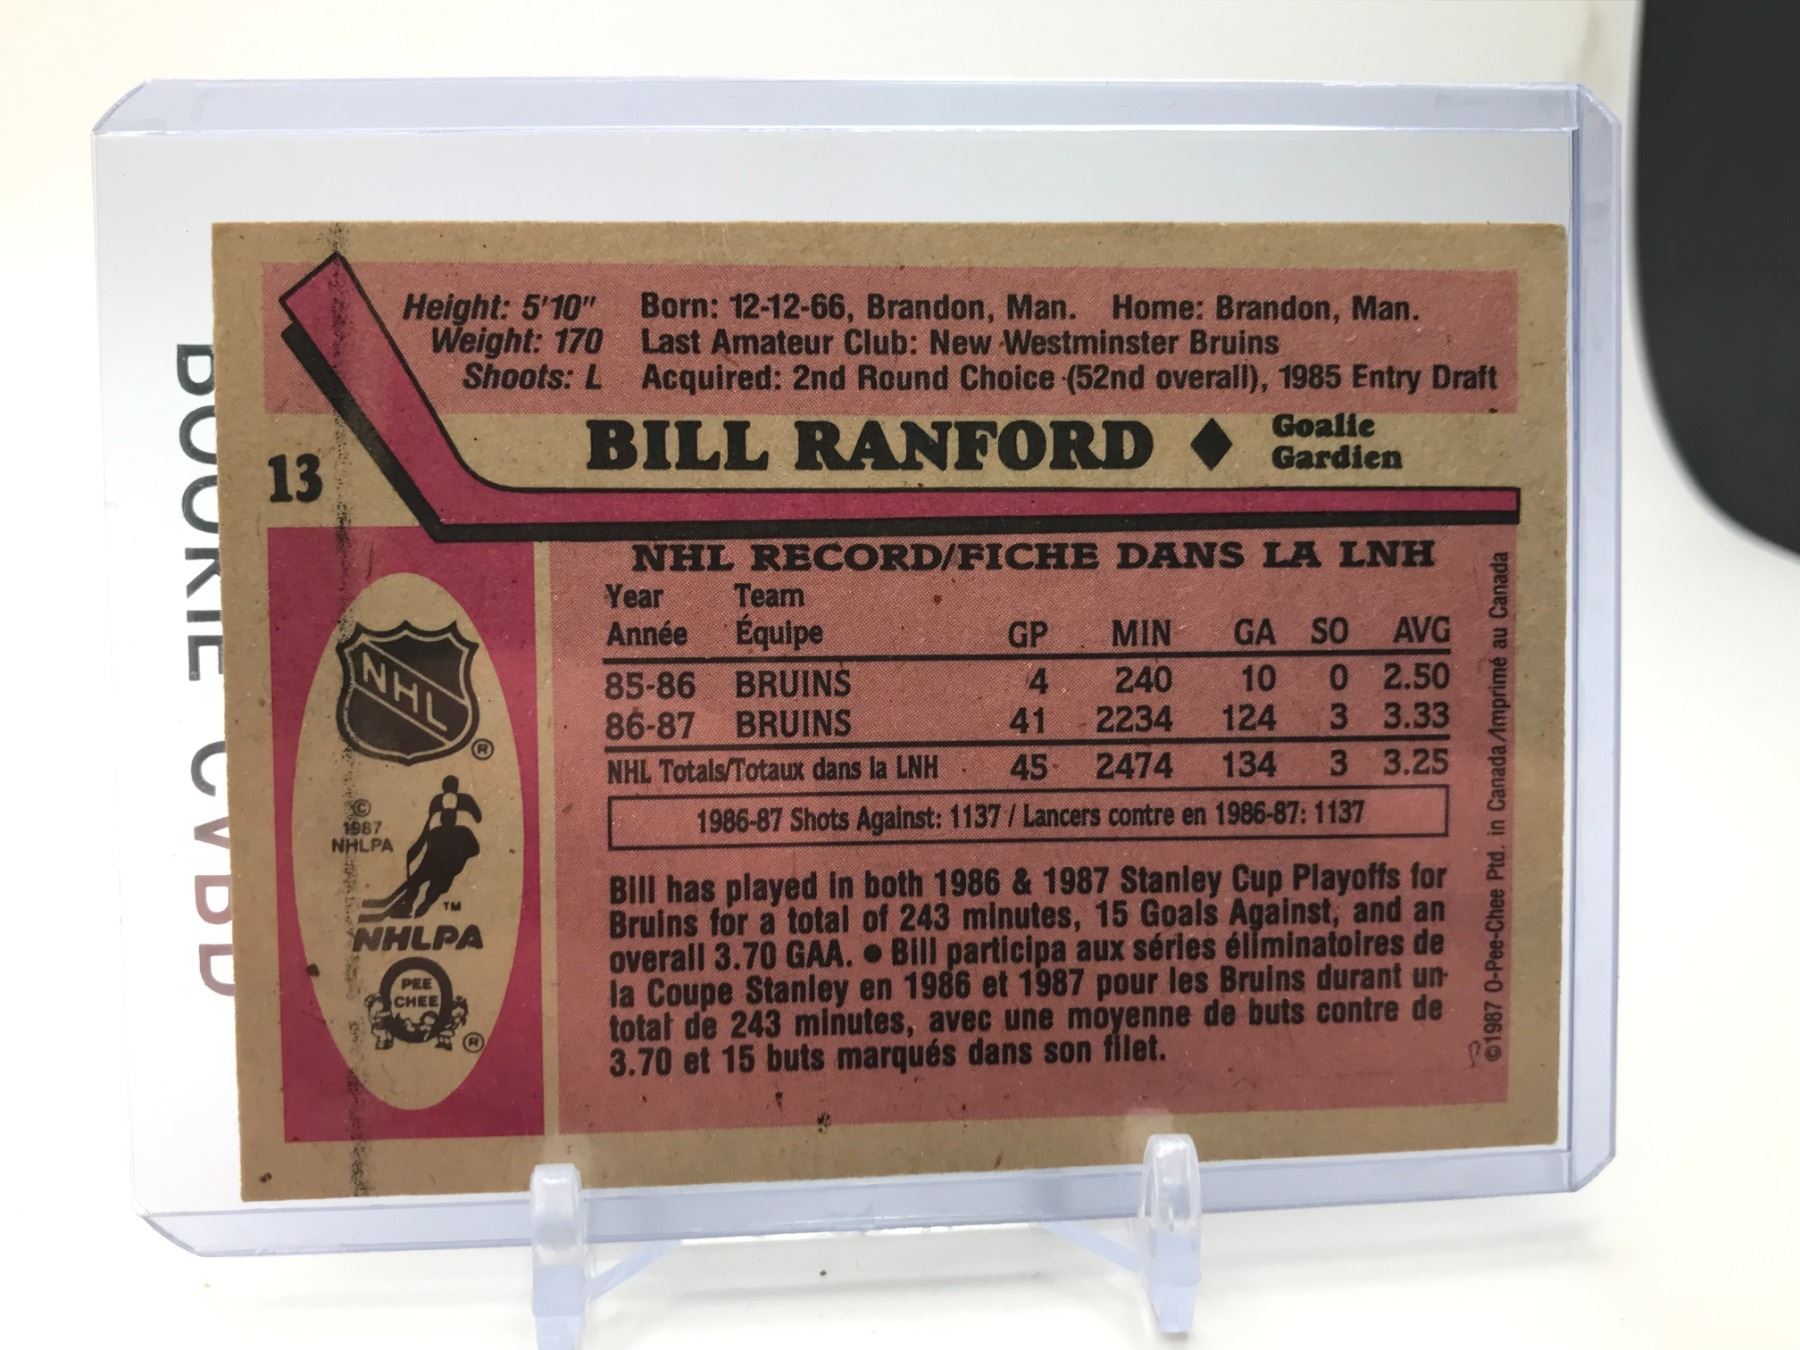 Height: 5'10" Born: 12-12-66, Brandon, Man. Home: Brandon, Man.
Weight: 170 Last Amateur Club: New Westminster Bruins
Shoots: L Acquired: 2nd Round Choice (52nd overall), 1985 Entry Draft
BILL RANFORD ♦ Goalie
Gardien
13
NHL RECORD/FICHE DANS LA LNH
Year Team
Année Équipe GP MIN GA SO AVG
85-86 BRUINS 4 240 10 0 2.50
86-87 BRUINS 41 2234 124 3 3.33
NHL Totals/Totaux dans la LNH 45 2474 134 3 3.25
1986-87 Shots Against: 1137 / Lancers contre en 1986-87: 1137
Bill has played in both 1986 & 1987 Stanley Cup Playoffs for
Bruins for a total of 243 minutes, 15 Goals Against, and an
overall 3.70 GAA. ● Bill participa aux séries éliminatoires de
la Coupe Stanley en 1986 et 1987 pour les Bruins durant un
total de 243 minutes, avec une moyenne de buts contre de
3.70 et 15 buts marqués dans son filet.
NHL
®
©
1987
NHLPA
TM
NHLPA
PEE
CHEE
®
©1987 O-Pee-Chee Ptd. in Canada/Imprimé au Canada